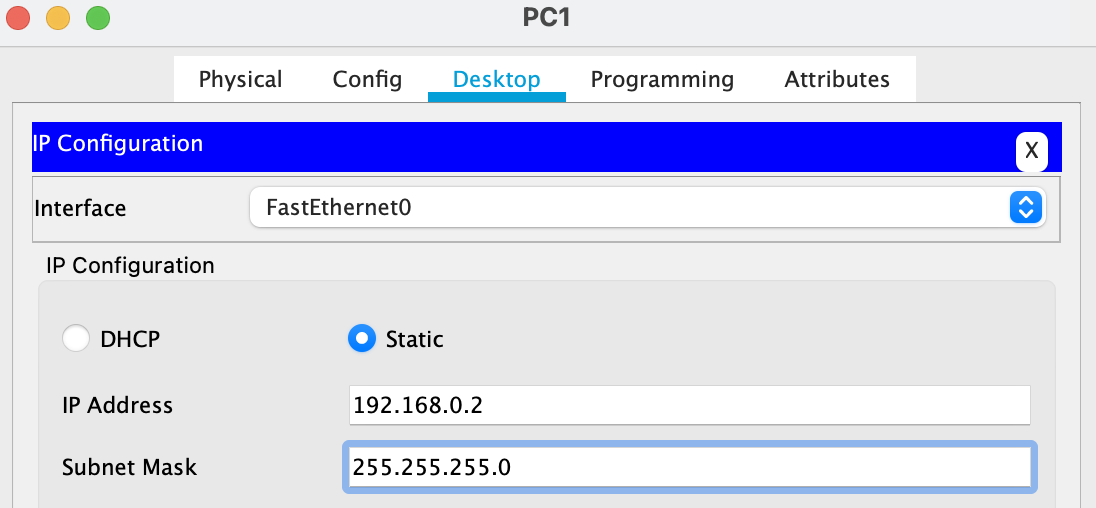 PC1
Physical Config Desktop Programming Attributes
IP Configuration
X
Interface FastEthernet0
IP Configuration
DHCP Static
IP Address 192.168.0.2
Subnet Mask 255.255.255.0